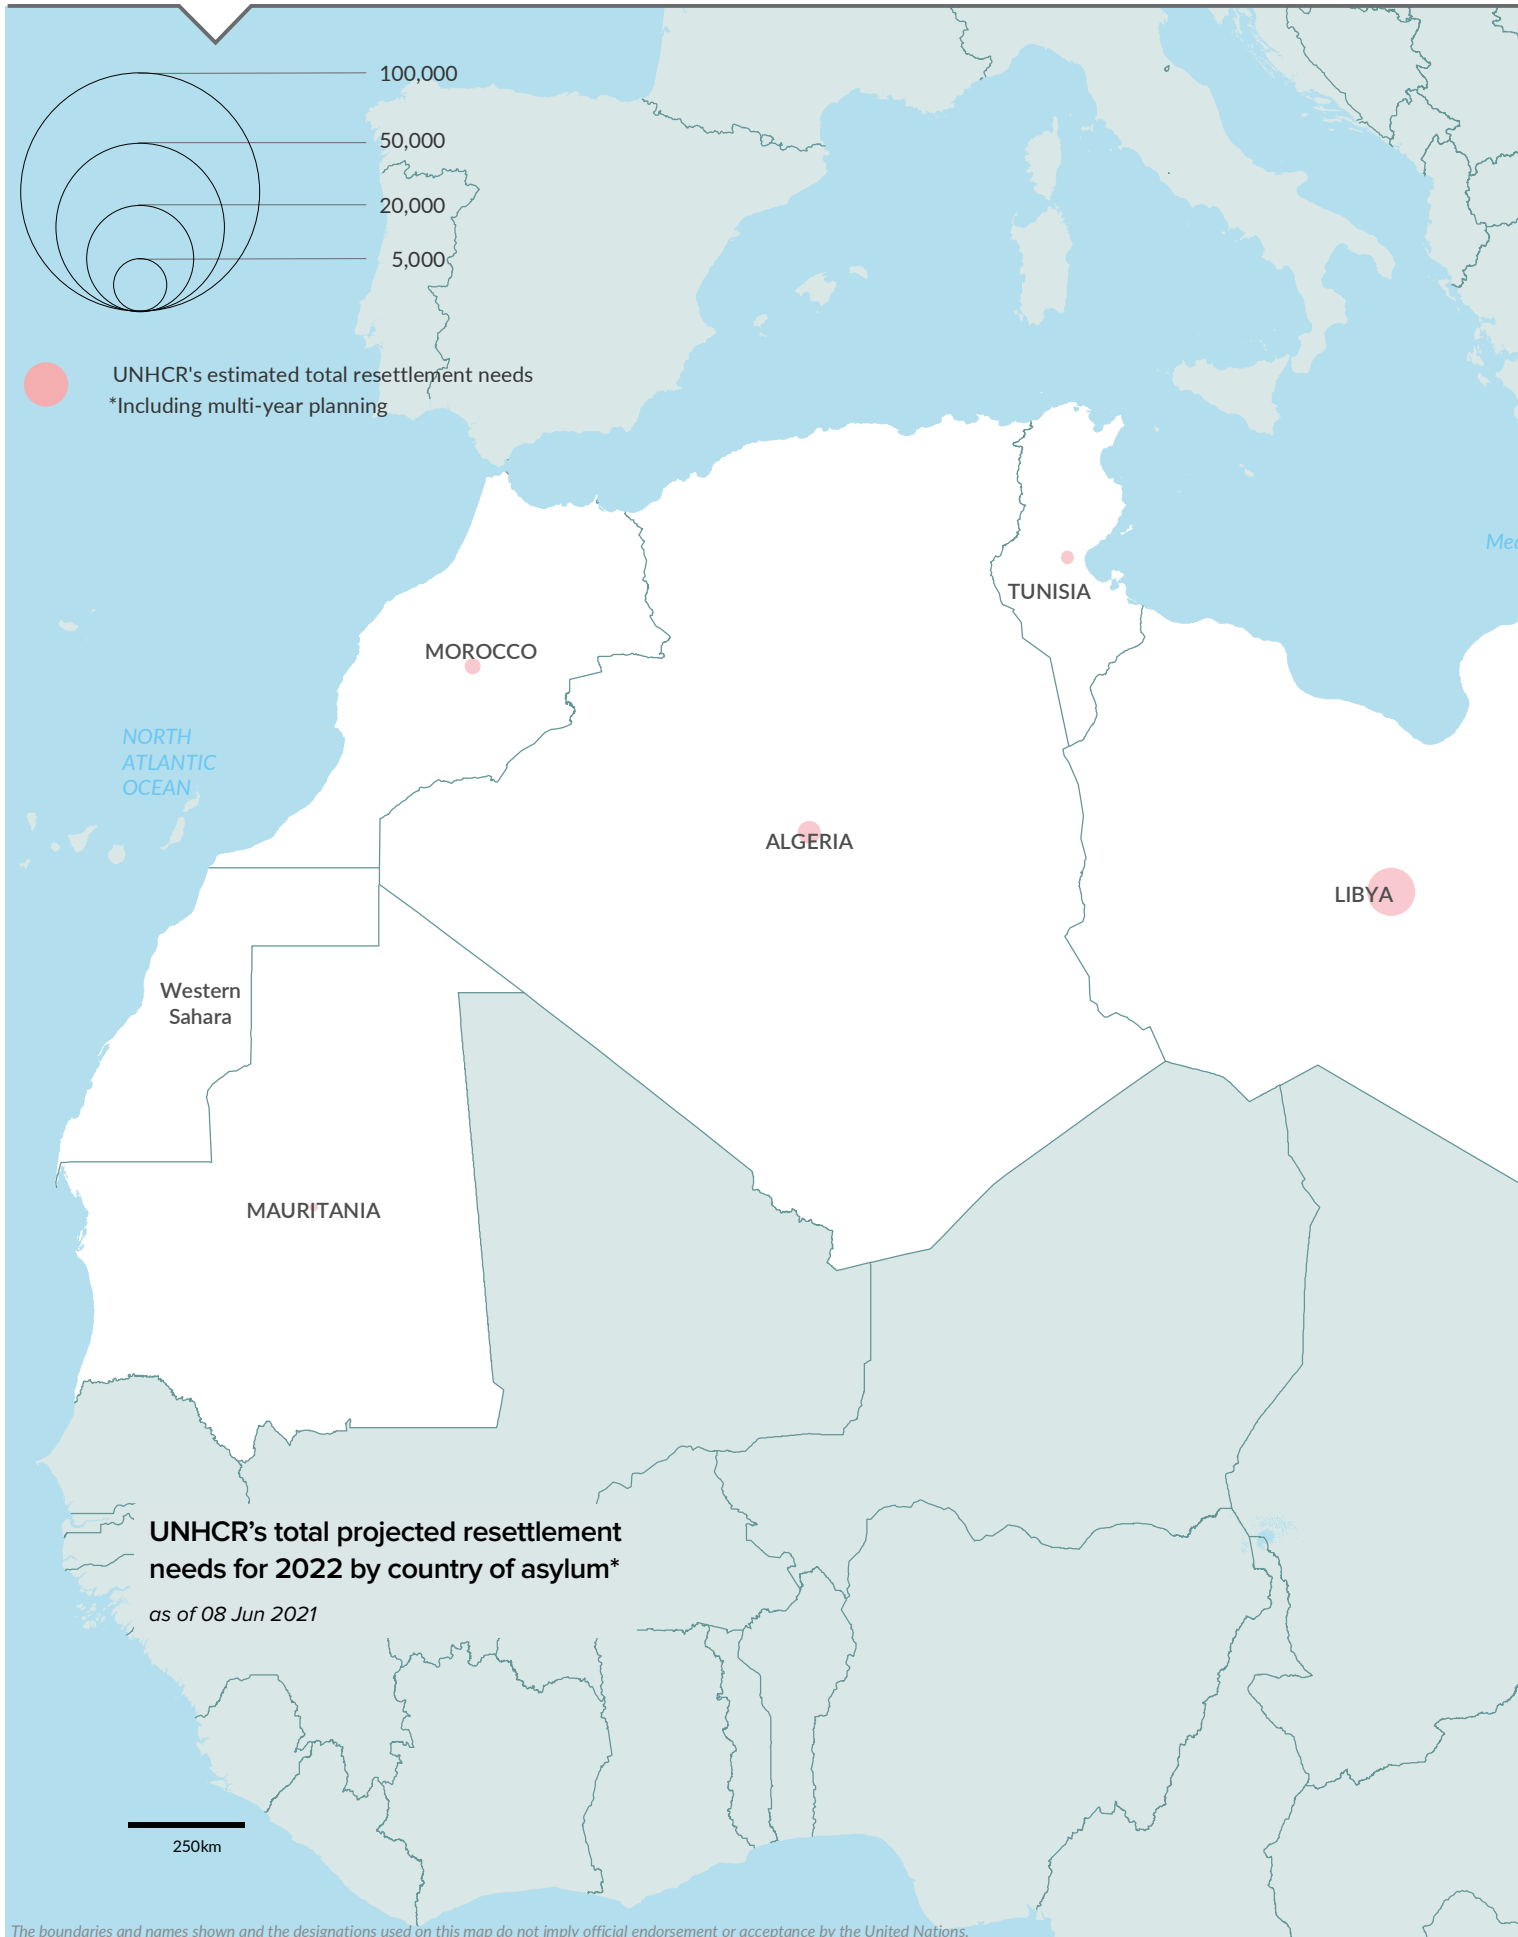 100,000
50,000
20,000
5,000
UNHCR's estimated total resettlement needs
*Including multi-year planning
TUNISIA
MOROCCO
NORTH
ATLANTIC
OCEAN
ALGERIA
LIBYA
Western
Sahara
MAURITANIA
UNHCR’s total projected resettlement
needs for 2022 by country of asylum*
as of 08 Jun 2021
250km
The boundaries and names shown and the designations used on this map do not imply official endorsement or acceptance by the United Nations.